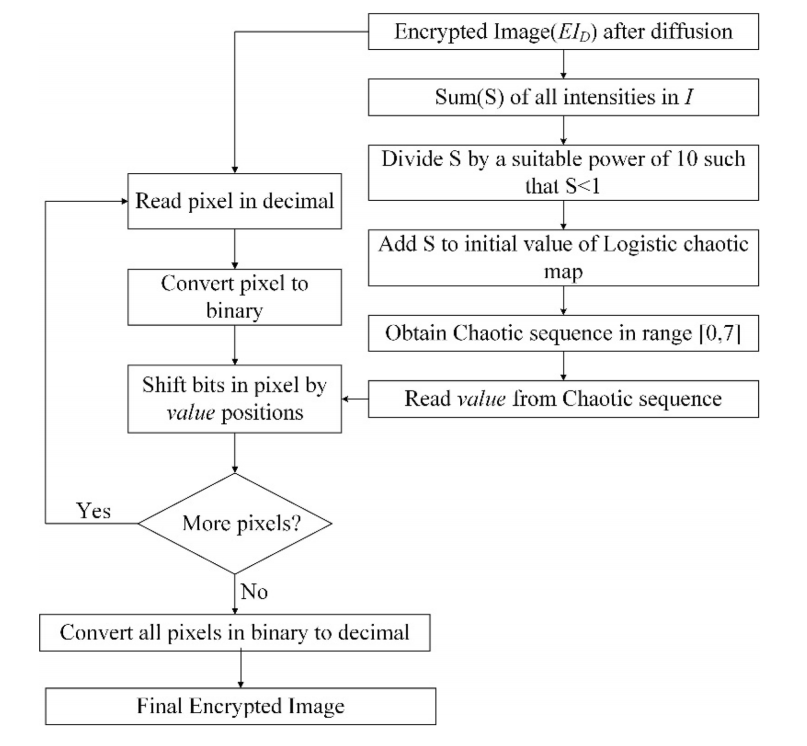 Encrypted Image(EI_D) after diffusion
Sum(S) of all intensities in I
Divide S by a suitable power of 10 such
that S<1
Add S to initial value of Logistic chaotic
map
Obtain Chaotic sequence in range [0,7]
Read value from Chaotic sequence
Read pixel in decimal
Convert pixel to
binary
Shift bits in pixel by
value positions
More pixels?
Yes
No
Convert all pixels in binary to decimal
Final Encrypted Image